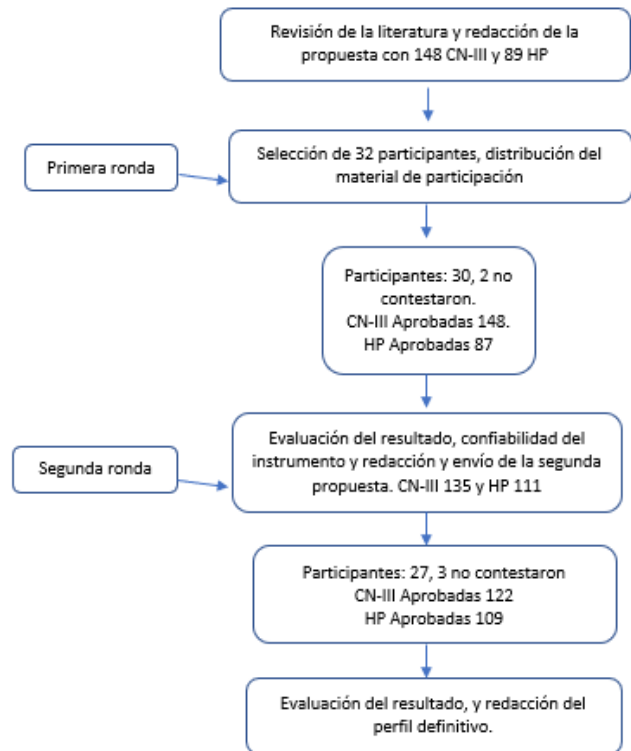 Revisión de la literatura y redacción de la
propuesta con 148 CN-III y 89 HP
Primera ronda
Selección de 32 participantes, distribución del
material de participación
Participantes: 30, 2 no
contestaron.
CN-III Aprobadas 148.
HP Aprobadas 87
Segunda ronda
Evaluación del resultado, confiabilidad del
instrumento y redacción y envío de la segunda
propuesta. CN-III 135 y HP 111
Participantes: 27, 3 no contestaron
CN-III Aprobadas 122
HP Aprobadas 109
Evaluación del resultado, y redacción del
perfil definitivo.